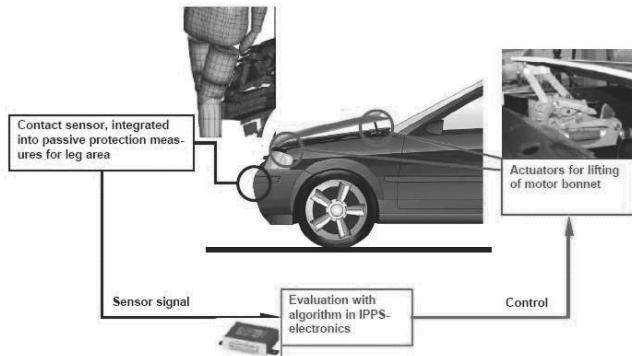 Contact sensor, integrated
into passive protection meas-
ures for leg area
Actuators for lifting
of motor bonnet
Sensor signal
Evaluation with
algorithm in IPPS-
electronics
Control